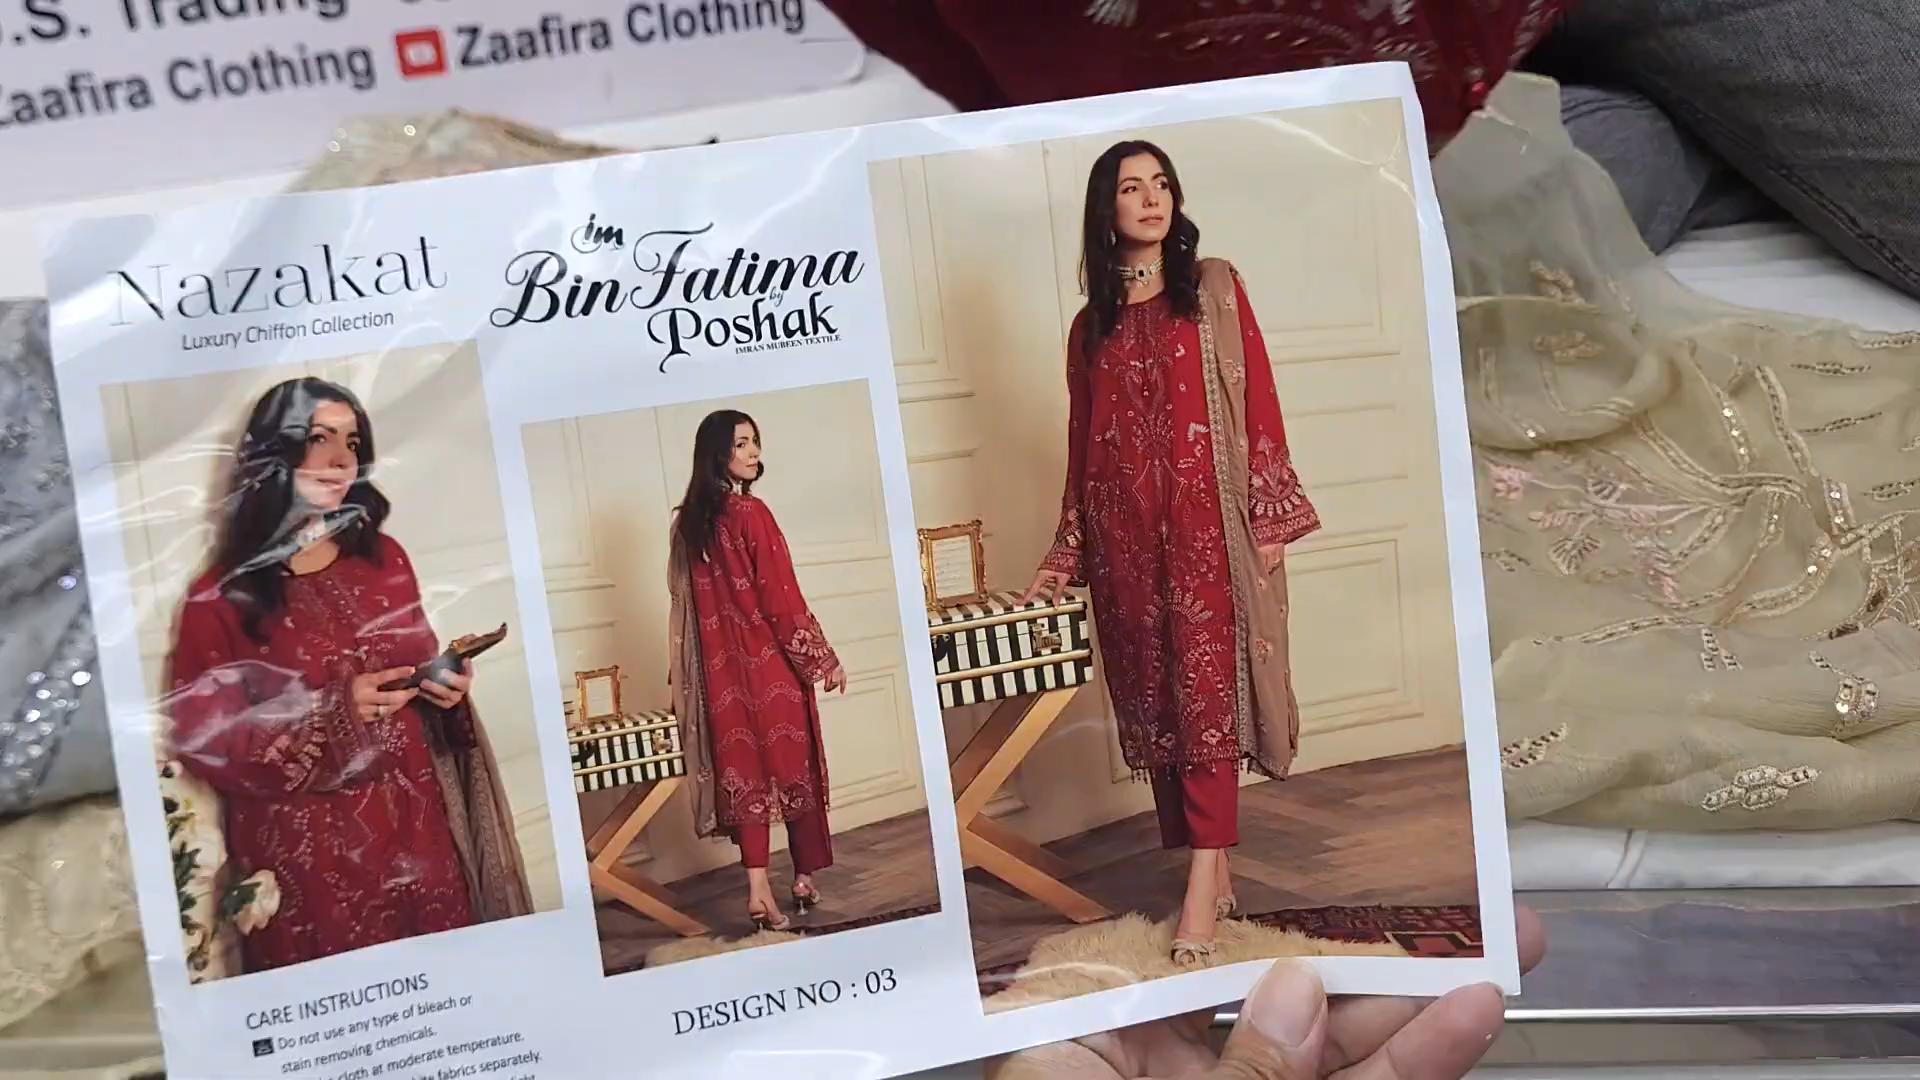 .S. Trading
Zaafira Clothing Zaafira Clothing
Nazakat
Luxury Chiffon Collection
im
Bin Fatima
by
Poshak
IMRAN MUBEEN TEXTILE
CARE INSTRUCTIONS
Do not use any type of bleach or
stain removing chemicals.
cloth at moderate temperature.
fabrics separately.
DESIGN NO : 03